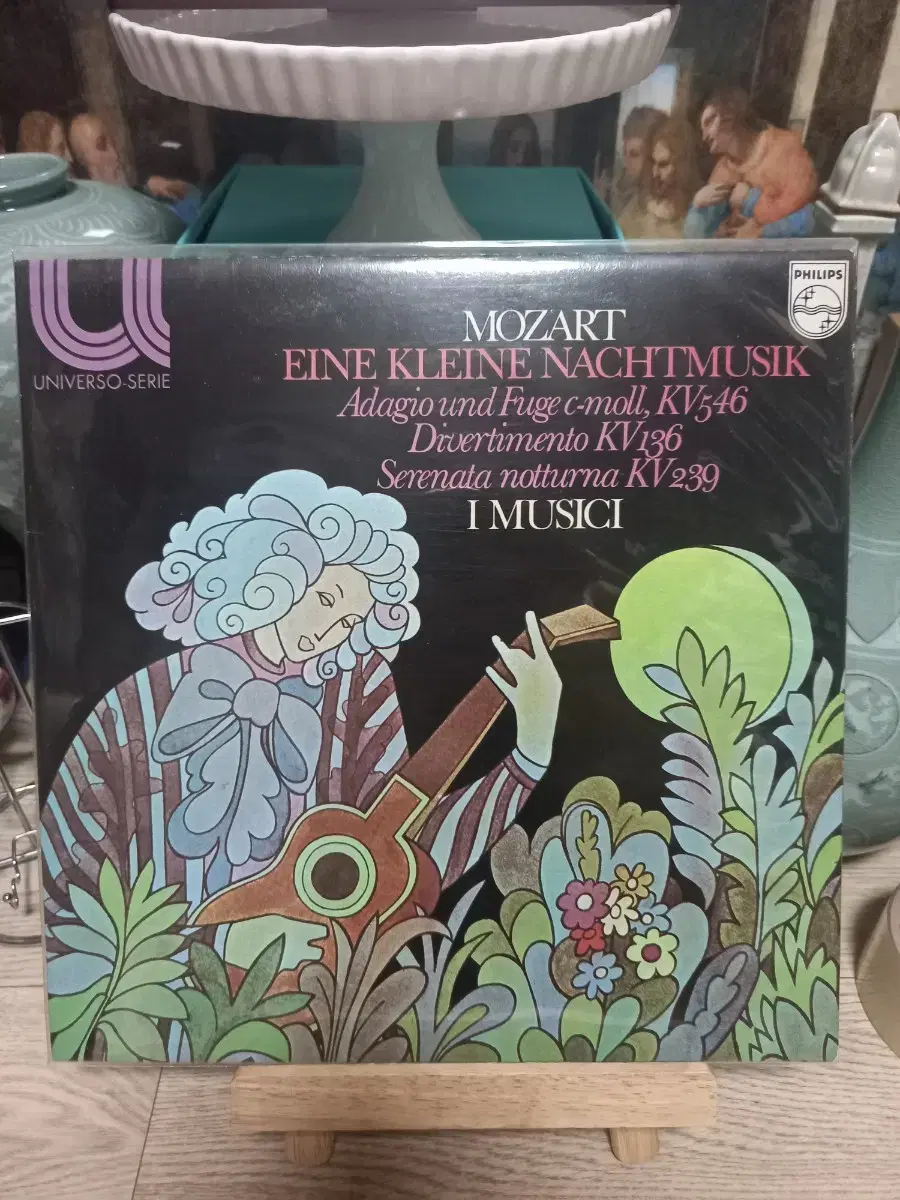 UNIVERSO-SERIE
PHILIPS
MOZART
EINE KLEINE NACHTMUSIK
Adagio und Fuge c-moll, KV546
Divertimento KV136
Serenata notturna KV239
I MUSICI